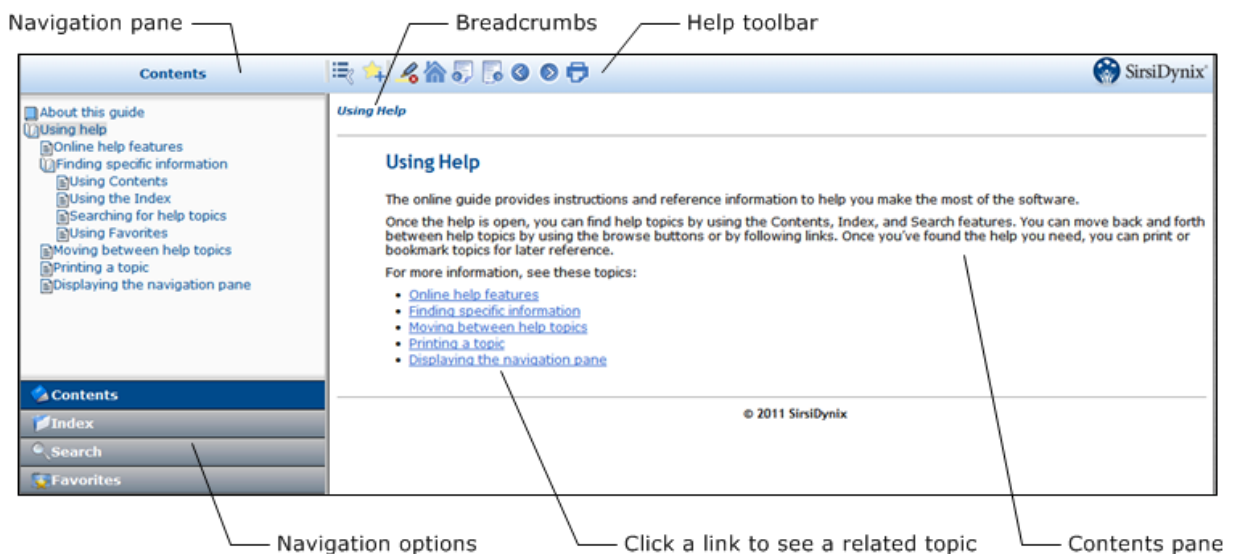 Navigation pane
Breadcrumbs
Help toolbar
Contents
SirsiDynix®
About this guide
Using help
Online help features
Finding specific information
Using Contents
Using the Index
Searching for help topics
Using Favorites
Moving between help topics
Printing a topic
Displaying the navigation pane
Contents
Index
Search
Favorites
Using Help
Using Help
The online guide provides instructions and reference information to help you make the most of the software.
Once the help is open, you can find help topics by using the Contents, Index, and Search features. You can move back and forth
between help topics by using the browse buttons or by following links. Once you've found the help you need, you can print or
bookmark topics for later reference.
For more information, see these topics:
• Online help features
• Finding specific information
• Moving between help topics
• Printing a topic
• Displaying the navigation pane
© 2011 SirsiDynix
Navigation options
Click a link to see a related topic
Contents pane